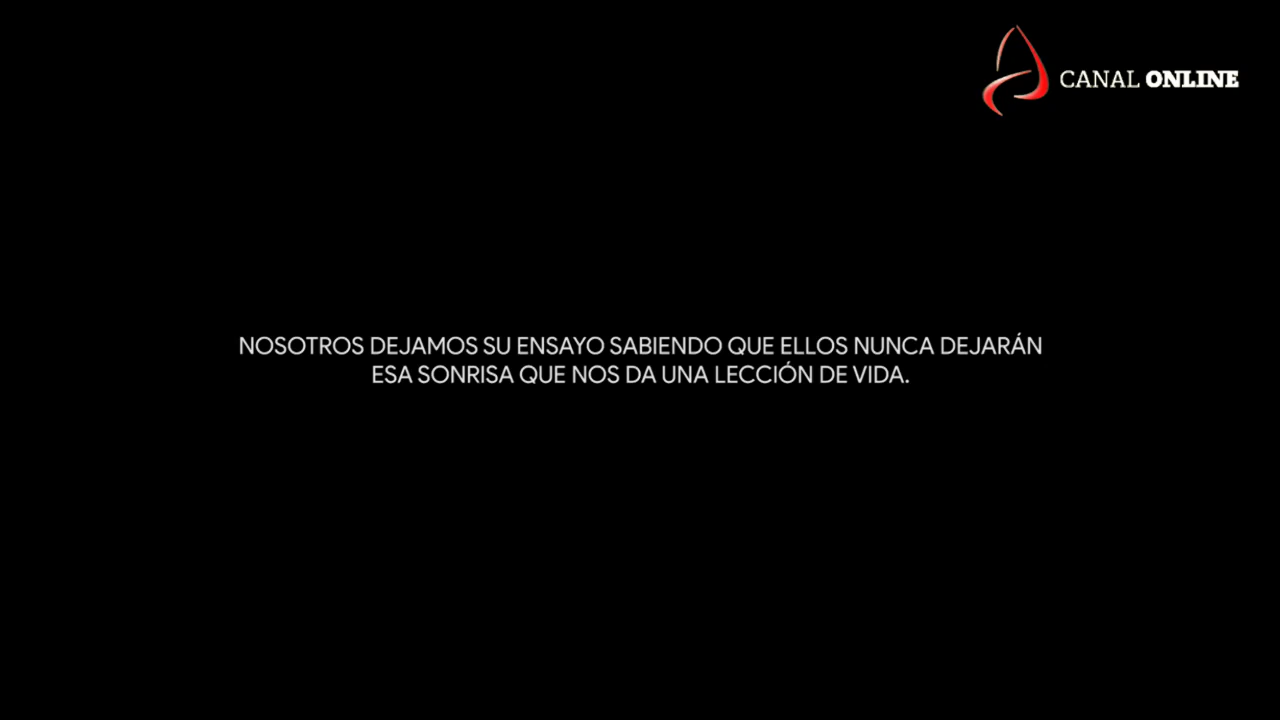 CANAL ONLINE
NOSOTROS DEJAMOS SU ENSAYO SABIENDO QUE ELLOS NUNCA DEJARÁN
ESA SONRISA QUE NOS DA UNA LECCIÓN DE VIDA.